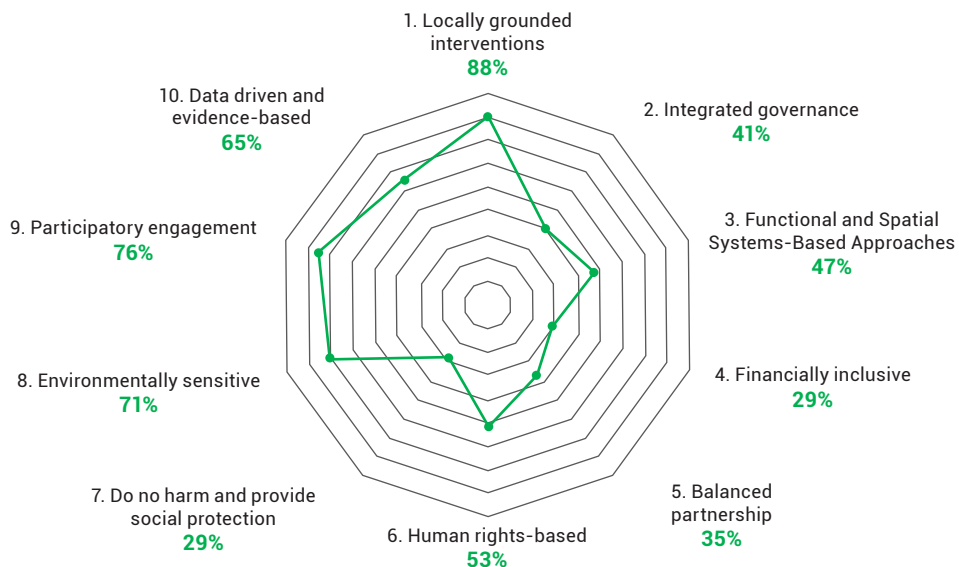 1. Locally grounded
interventions
88%
2. Integrated governance
41%
3. Functional and Spatial
Systems-Based Approaches
47%
4. Financially inclusive
29%
5. Balanced
partnership
35%
6. Human rights-based
53%
7. Do no harm and provide
social protection
29%
8. Environmentally sensitive
71%
9. Participatory engagement
76%
10. Data driven and
evidence-based
65%